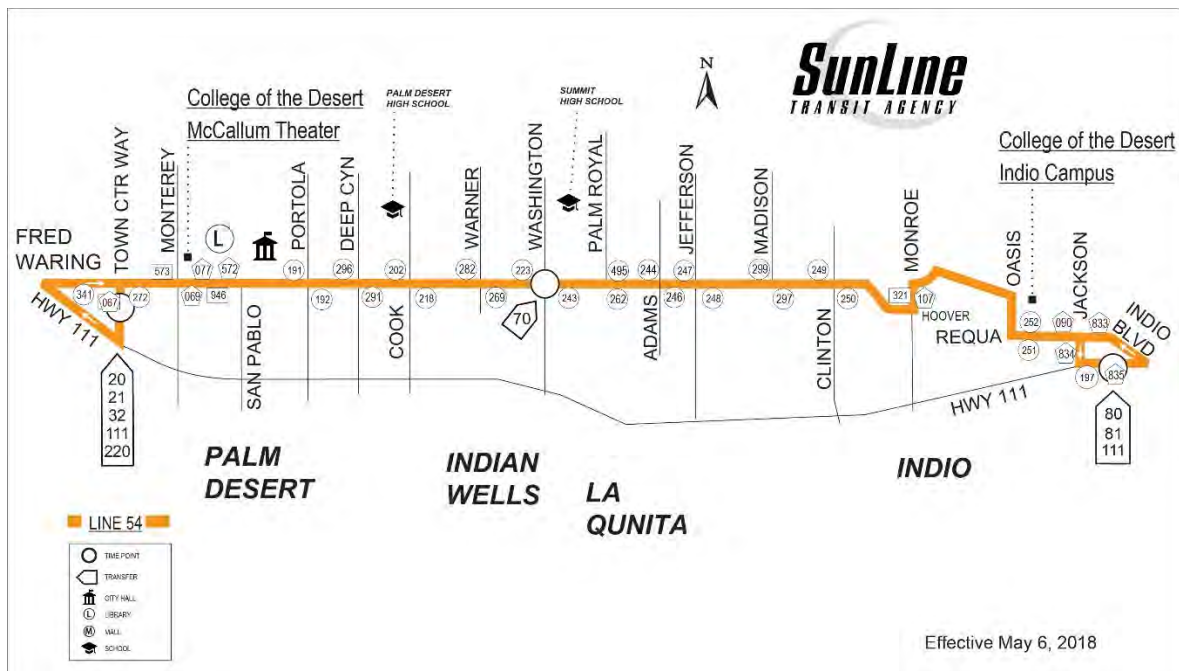 SunLine
TRANSIT AGENCY
N
College of the Desert
McCallum Theater
PALM DESERT
HIGH SCHOOL
SUMMIT
HIGH SCHOOL
College of the Desert
Indio Campus
FRED
WARING
TOWN CTR WAY
MONTEREY
PORTOLA
DEEP CYN
WARNER
WASHINGTON
PALM ROYAL
JEFFERSON
MADISON
MONROE
OASIS
JACKSON
INDIO
BLVD
L
573
077
572
191
296
202
282
223
495
244
247
299
249
321
107
252
090
833
341
067
272
069
946
192
291
218
269
243
262
246
248
297
250
251
834
197
835
HWY 111
SAN PABLO
COOK
70
ADAMS
CLINTON
HOOVER
REQUA
HWY 111
20
21
32
111
220
80
81
111
PALM
DESERT
INDIAN
WELLS
LA
QUNITA
INDIO
LINE 54
TIME POINT
TRANSFER
CITY HALL
L LIBRARY
M MALL
SCHOOL
Effective May 6, 2018